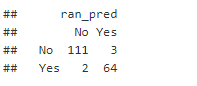 ##      ran_pred
##        No Yes
##   No  111   3
##   Yes   2  64